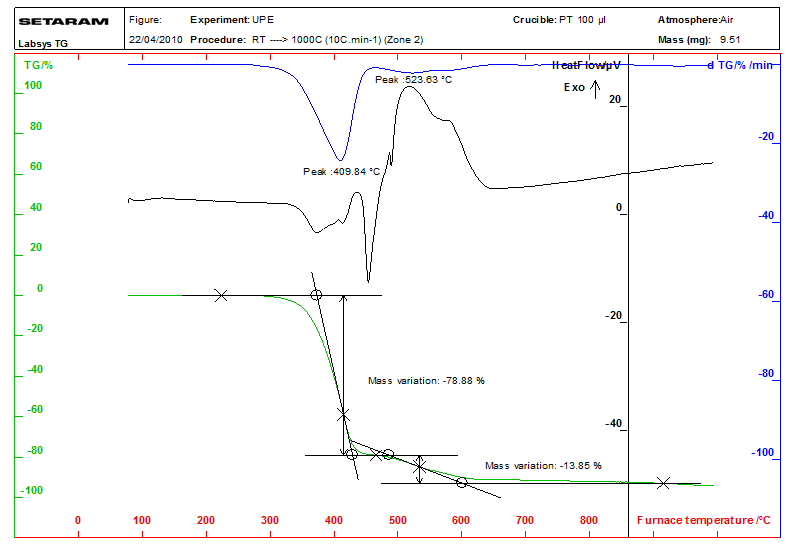 SETARAM
Figure: Experiment: UPE Crucible: PT 100 µl Atmosphere: Air
Labsys TG 22/04/2010 Procedure: RT ----> 1000C (10C.min-1) (Zone 2) Mass (mg): 9.51
TG/% HeatFlow/µV d TG/% /min
Exo
Peak :523.63 °C
Peak :409.84 °C
100
80
60
40
20
0
-20
-40
-60
-80
-100
20
0
-20
-40
-20
-40
-60
-80
-100
Mass variation: -78.88 %
Mass variation: -13.85 %
0 100 200 300 400 500 600 700 800 Furnace temperature /°C